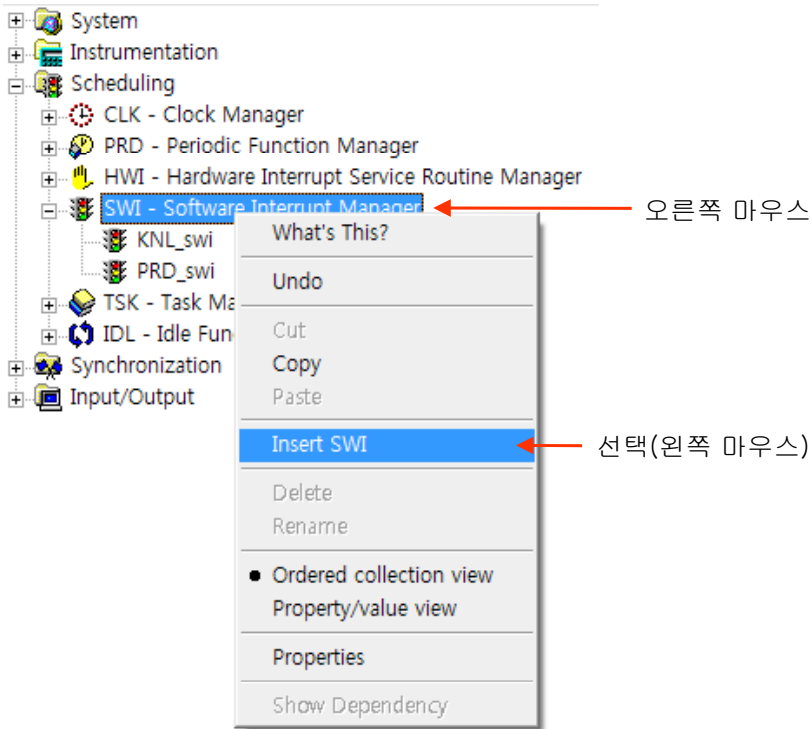 System
Instrumentation
Scheduling
CLK - Clock Manager
PRD - Periodic Function Manager
HWI - Hardware Interrupt Service Routine Manager
SWI - Software Interrupt Manager
오른쪽 마우스
KNL_swi
PRD_swi
TSK - Task Ma
IDL - Idle Fun
Synchronization
Input/Output
What's This?
Undo
Cut
Copy
Paste
Insert SWI
선택(왼쪽 마우스)
Delete
Rename
Ordered collection view
Property/value view
Properties
Show Dependency